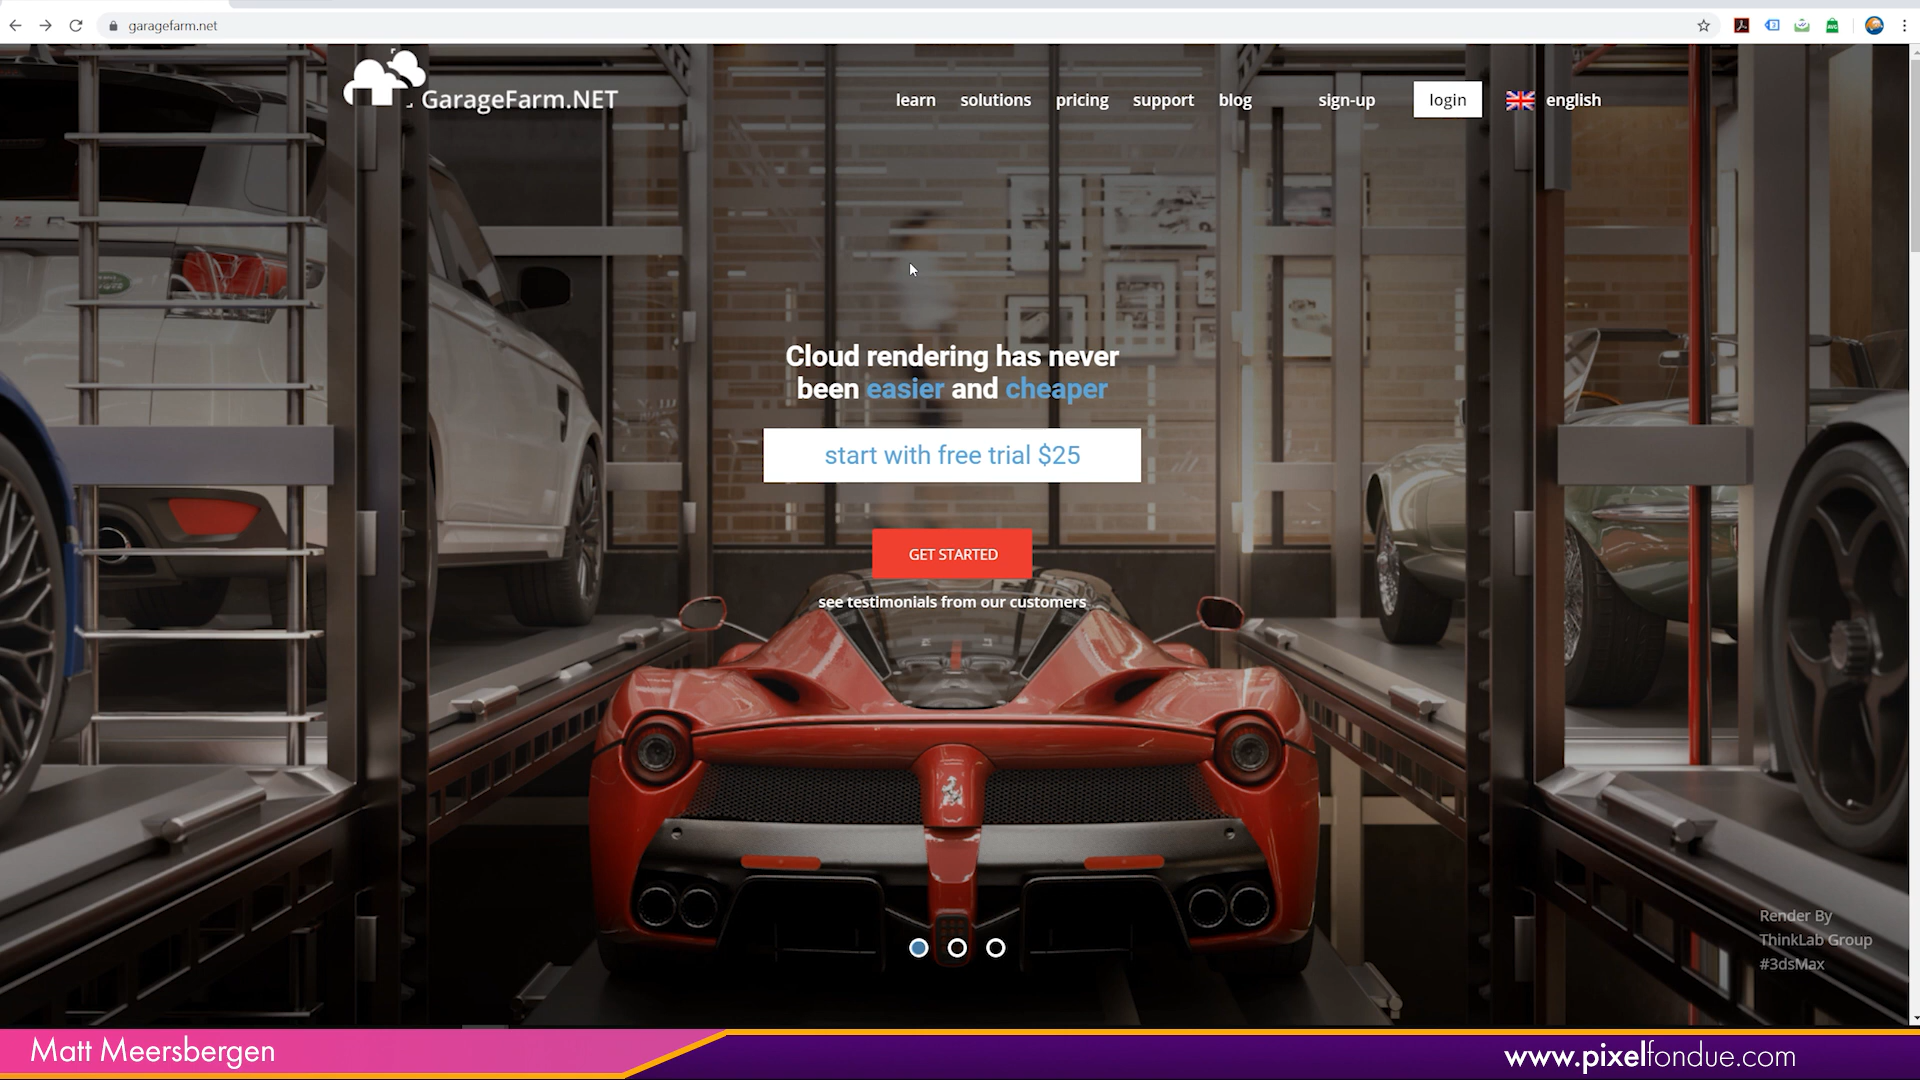 garagefarm.net
GarageFarm.NET
learn solutions pricing support blog sign-up login english
Cloud rendering has never
been easier and cheaper
start with free trial $25
GET STARTED
see testimonials from our customers
Render By
ThinkLab Group
#3dsMax
Matt Meersbergen
www.pixelfondue.com